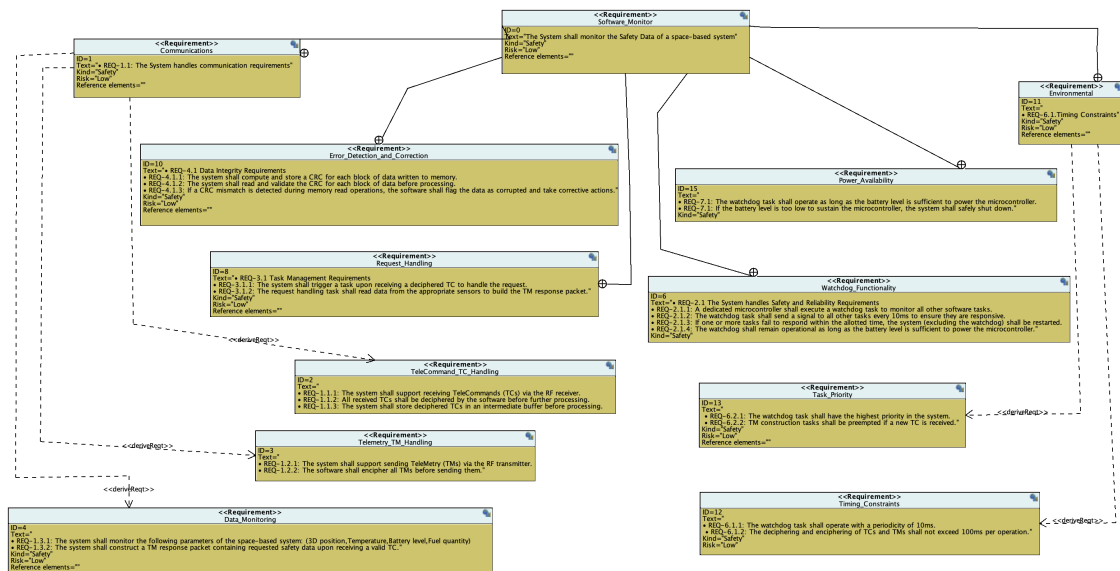 <<Requirement>>
Software_Monitor
ID=0
Text="The System shall monitor the Safety Data of a space-based system"
Kind="Safety"
Risk="Low"
Reference elements=""
<<Requirement>>
Communications
ID=1
Text="• REQ-1.1: The System handles communication requirements"
Kind="Safety"
Risk="Low"
Reference elements=""
<<Requirement>>
Environmental
ID=11
Text="
• REQ-6.1.Timing Constraints"
Kind="Safety"
Risk="Low"
Reference elements=""
<<Requirement>>
Error_Detection_and_Correction
ID=10
Text="• REQ-4.1 Data Integrity Requirements
• REQ-4.1.1: The system shall compute and store a CRC for each block of data written to memory.
• REQ-4.1.2: The system shall read and validate the CRC for each block of data before processing.
• REQ-4.1.3: If a CRC mismatch is detected during memory read operations, the software shall flag the data as corrupted and take corrective actions."
Kind="Safety"
Risk="Low"
Reference elements=""
<<Requirement>>
Power_Availability
ID=15
Text="
• REQ-7.1: The watchdog task shall operate as long as the battery level is sufficient to power the microcontroller.
• REQ-7.1: If the battery level is too low to sustain the microcontroller, the system shall safely shut down."
Kind="Safety"
<<Requirement>>
Request_Handling
ID=8
Text="• REQ-3.1 Task Management Requirements
• REQ-3.1.1: The system shall trigger a task upon receiving a deciphered TC to handle the request.
• REQ-3.1.2: The request handling task shall read data from the appropriate sensors to build the TM response packet."
Kind="Safety"
Risk="Low"
Reference elements=""
<<Requirement>>
Watchdog_Functionality
ID=6
Text="• REQ-2.1 The System handles Safety and Reliability Requirements
• REQ-2.1.1: A dedicated microcontroller shall execute a watchdog task to monitor all other software tasks.
• REQ-2.1.2: The watchdog task shall send a signal to all other tasks every 10ms to ensure they are responsive.
• REQ-2.1.3: If one or more tasks fail to respond within the allotted time, the system (excluding the watchdog) shall be restarted.
• REQ-2.1.4: The watchdog shall remain operational as long as the battery level is sufficient to power the microcontroller."
Kind="Safety"
<<deriveReqt>>
<<Requirement>>
TeleCommand_TC_Handling
ID=2
Text="
• REQ-1.1.1: The system shall support receiving TeleCommands (TCs) via the RF receiver.
• REQ-1.1.2: All received TCs shall be deciphered by the software before further processing.
• REQ-1.1.3: The system shall store deciphered TCs in an intermediate buffer before processing.
<<Requirement>>
Task_Priority
ID=13
Text="
• REQ-6.2.1: The watchdog task shall have the highest priority in the system.
• REQ-6.2.2: TM construction tasks shall be preempted if a new TC is received."
Kind="Safety"
Risk="Low"
Reference elements=""
<<deriveReqt>>
<<deriveReqt>>
<<Requirement>>
Telemetry_TM_Handling
ID=3
Text="
• REQ-1.2.1: The system shall support sending TeleMetry (TMs) via the RF transmitter.
• REQ-1.2.2: The software shall encipher all TMs before sending them."
<<deriveReqt>>
<<Requirement>>
Data_Monitoring
ID=4
Text="
• REQ-1.3.1: The system shall monitor the following parameters of the space-based system: (3D position,Temperature,Battery level,Fuel quantity)
• REQ-1.3.2: The system shall construct a TM response packet containing requested safety data upon receiving a valid TC."
Kind="Safety"
Risk="Low"
Reference elements=""
<<Requirement>>
Timing_Constraints
ID=12
Text="
• REQ-6.1.1: The watchdog task shall operate with a periodicity of 10ms.
• REQ-6.1.2: The deciphering and enciphering of TCs and TMs shall not exceed 100ms per operation."
Kind="Safety"
Risk="Low"
Reference elements=""
<<deriveReqt>>